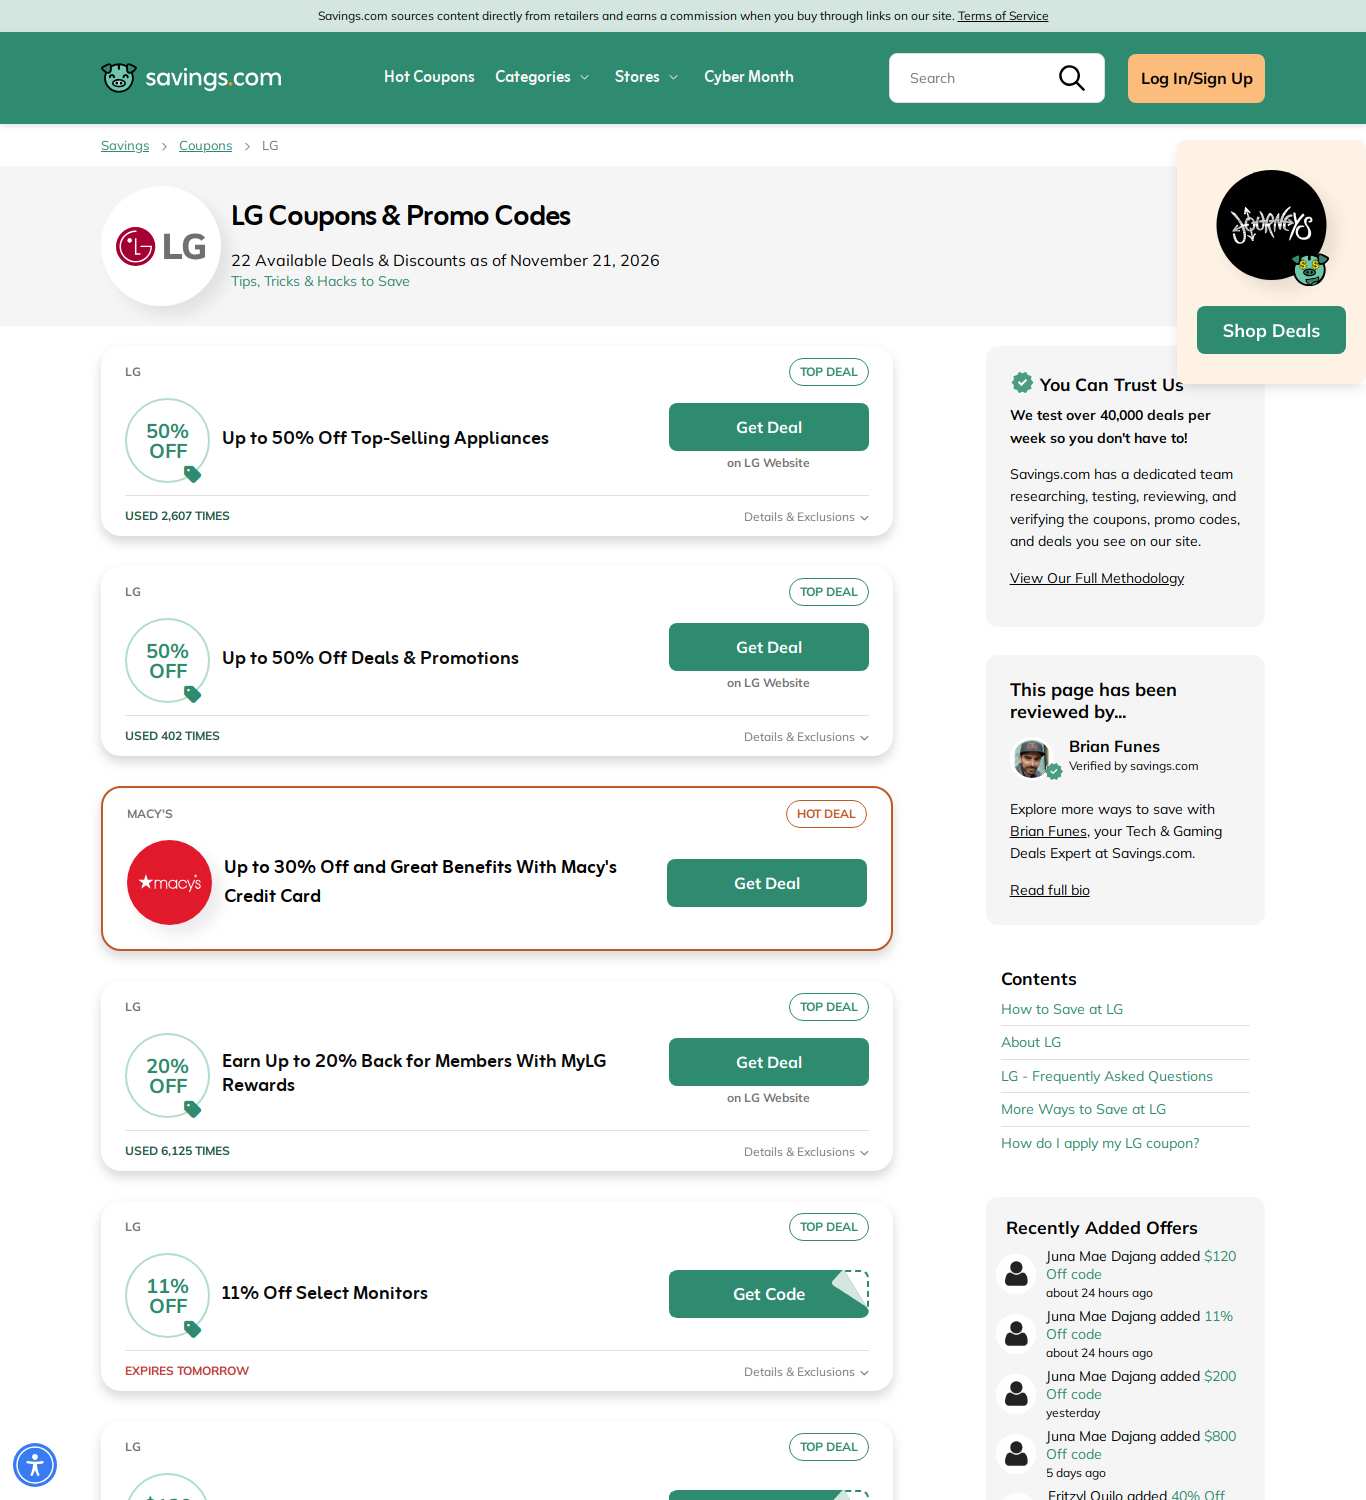 Savings.com sources content directly from retailers and earns a commission when you buy through links on our site. Terms of Service
savings.com
Hot Coupons
Categories
Stores
Cyber Month
Search
Log In/Sign Up
Savings
Coupons
LG
LG
LG Coupons & Promo Codes
22 Available Deals & Discounts as of November 21, 2026
Tips, Tricks & Hacks to Save
JOURNEYS
Shop Deals
LG
TOP DEAL
50%
OFF
Up to 50% Off Top-Selling Appliances
Get Deal
on LG Website
USED 2,607 TIMES
Details & Exclusions
LG
TOP DEAL
50%
OFF
Up to 50% Off Deals & Promotions
Get Deal
on LG Website
USED 402 TIMES
Details & Exclusions
MACY'S
HOT DEAL
macy's
Up to 30% Off and Great Benefits With Macy's
Credit Card
Get Deal
LG
TOP DEAL
20%
OFF
Earn Up to 20% Back for Members With MyLG
Rewards
Get Deal
on LG Website
USED 6,125 TIMES
Details & Exclusions
LG
TOP DEAL
11%
OFF
11% Off Select Monitors
Get Code
EXPIRES TOMORROW
Details & Exclusions
LG
TOP DEAL
You Can Trust Us
We test over 40,000 deals per
week so you don't have to!
Savings.com has a dedicated team
researching, testing, reviewing, and
verifying the coupons, promo codes,
and deals you see on our site.
View Our Full Methodology
This page has been
reviewed by...
Brian Funes
Verified by savings.com
Explore more ways to save with
Brian Funes, your Tech & Gaming
Deals Expert at Savings.com.
Read full bio
Contents
How to Save at LG
About LG
LG - Frequently Asked Questions
More Ways to Save at LG
How do I apply my LG coupon?
Recently Added Offers
Juna Mae Dajang added $120
Off code
about 24 hours ago
Juna Mae Dajang added 11%
Off code
about 24 hours ago
Juna Mae Dajang added $200
Off code
yesterday
Juna Mae Dajang added $800
Off code
5 days ago
Fritzyl Quilo added 40% Off